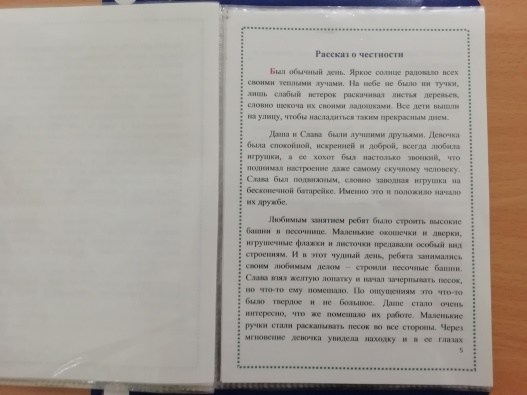 Рассказ о честности
Был обычный день. Яркое солнце радовало всех
своими теплыми лучами. На небе не было ни тучки,
лишь слабый ветерок раскачивал листья деревьев,
словно щекоча их своими ладошками. Все дети вышли
на улицу, чтобы насладиться таким прекрасным днем.
Даша и Слава были лучшими друзьями. Девочка
была спокойной, искренней и доброй, всегда любила
игрушки, а ее хохот был настолько звонкий, что
поднимал настроение даже самому скучному человеку.
Слава был подвижным, словно заводная игрушка на
бесконечной батарейке. Именно это и положило начало
их дружбе.
Любимым занятием ребят было строить высокие
башни в песочнице. Маленькие окошечки и дверки,
игрушечные флажки и листочки предавали особый вид
строениям. И в этот чудный день, ребята занимались
своим любимым делом – строили песочные башни.
Слава взял желтую лопатку и начал зачерпывать песок,
но что-то ему помешало. По ощущениям это что-то
было твердое и не большое. Даше стало очень
интересно, что же помешало их работе. Маленькие
ручки стали раскапывать песок во все стороны. Через
мгновение девочка увидела находку и в ее глазах
5